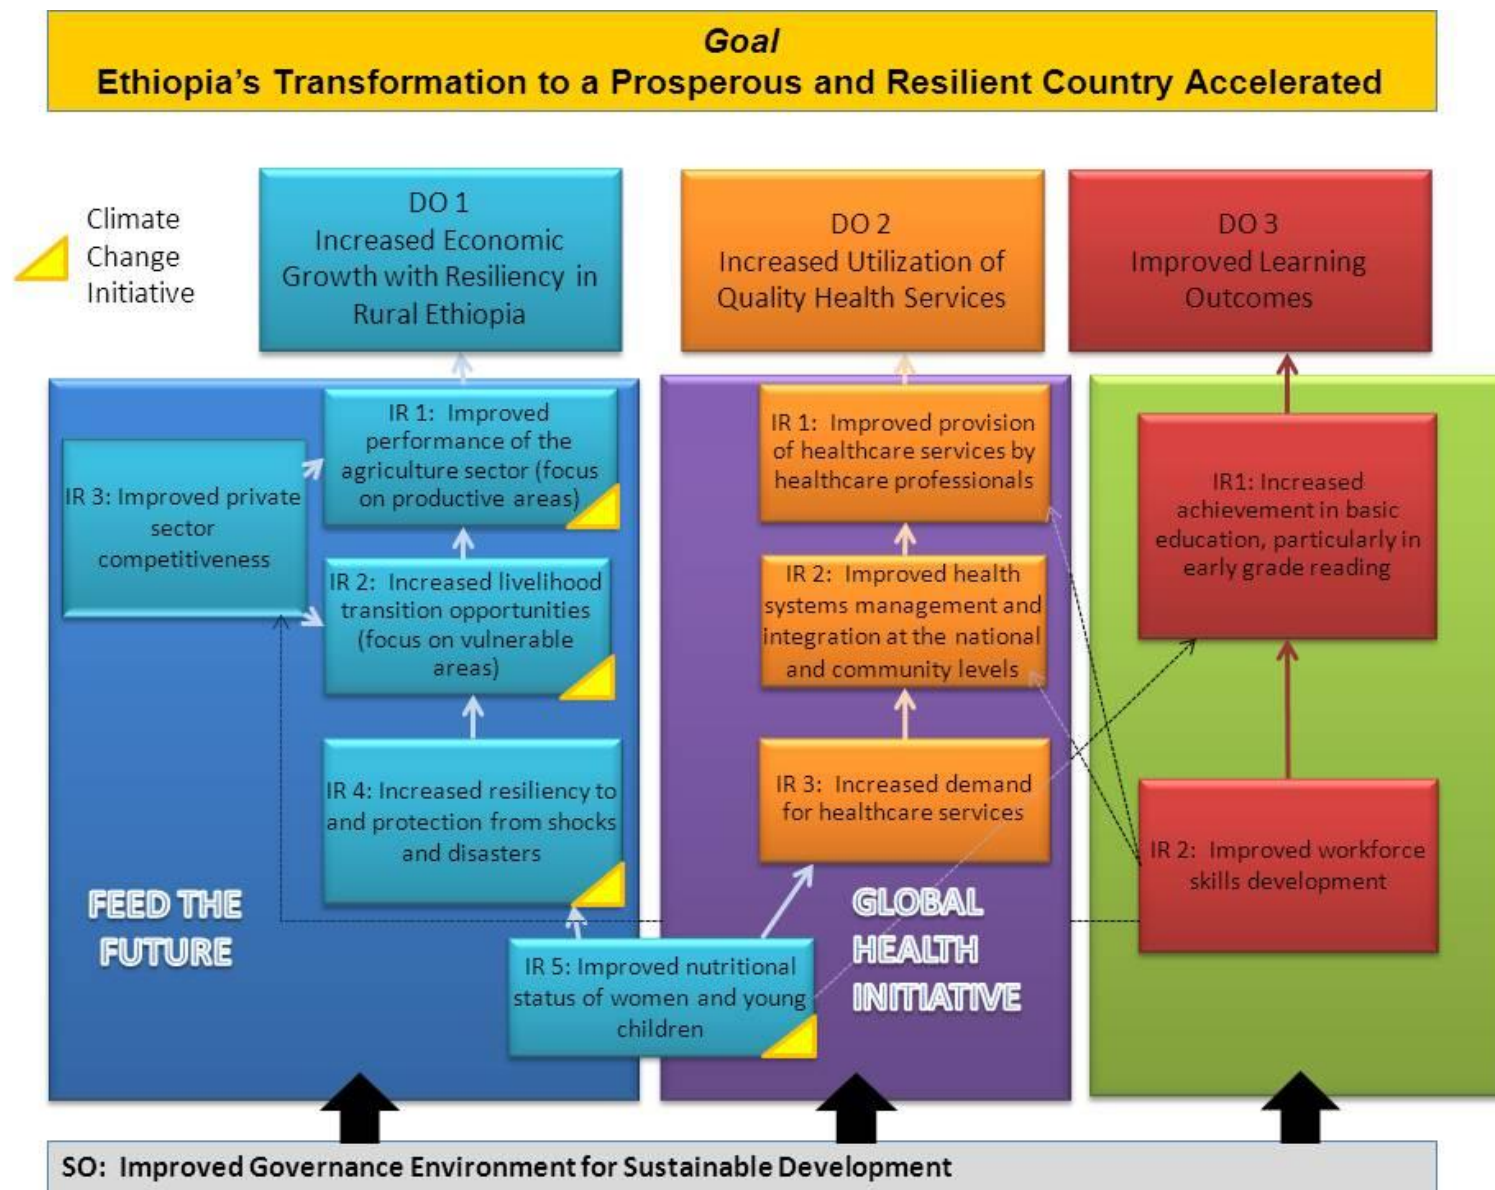 Goal
Ethiopia’s Transformation to a Prosperous and Resilient Country Accelerated
Climate
Change
Initiative
DO 1
Increased Economic
Growth with Resiliency in
Rural Ethiopia
DO 2
Increased Utilization of
Quality Health Services
DO 3
Improved Learning
Outcomes
IR 3: Improved private
sector
competitiveness
IR 1: Improved
performance of the
agriculture sector (focus
on productive areas)
IR 2: Increased livelihood
transition opportunities
(focus on vulnerable
areas)
IR 4: Increased resiliency to
and protection from shocks
and disasters
FEED THE
FUTURE
IR 5: Improved nutritional
status of women and young
children
IR 1: Improved provision
of healthcare services by
healthcare professionals
IR 2: Improved health
systems management and
integration at the national
and community levels
IR 3: Increased demand
for healthcare services
GLOBAL
HEALTH
INITIATIVE
IR1: Increased
achievement in basic
education, particularly in
early grade reading
IR 2: Improved workforce
skills development
SO: Improved Governance Environment for Sustainable Development